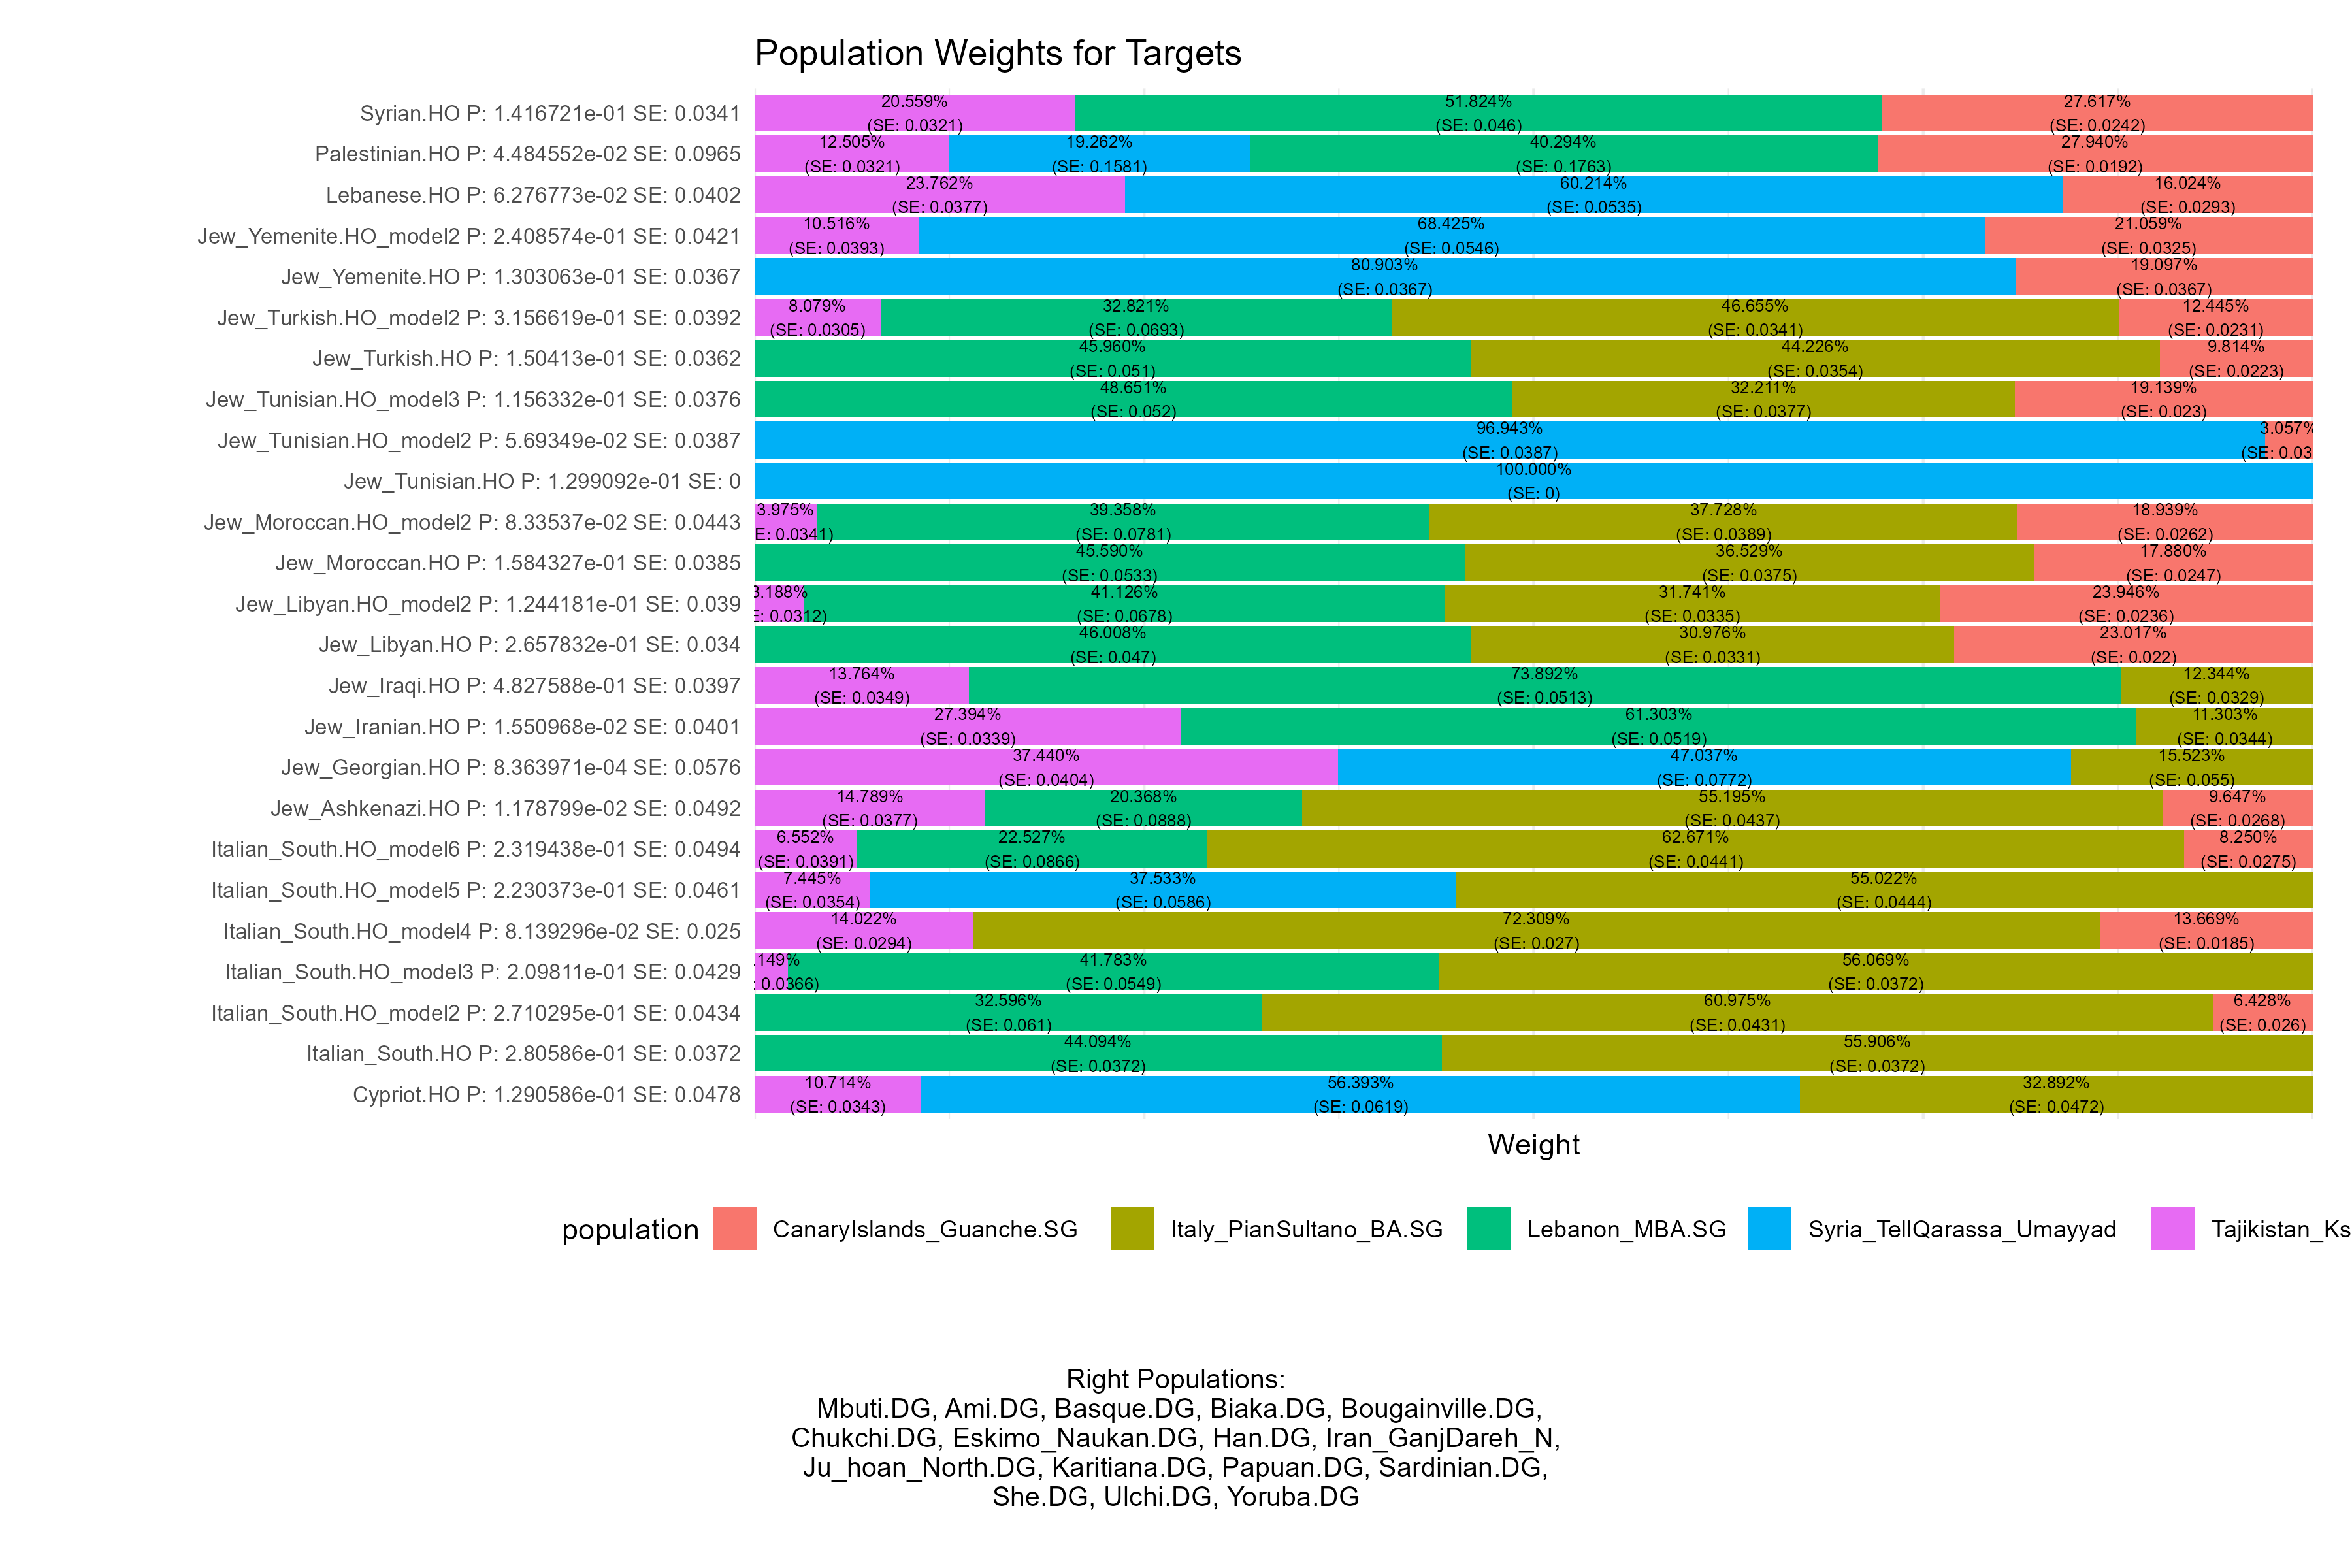 Population Weights for Targets
Syrian.HO P: 1.416721e-01 SE: 0.0341
20.559% 51.824% 27.617%
(SE: 0.0321) (SE: 0.046) (SE: 0.0242)
Palestinian.HO P: 4.484552e-02 SE: 0.0965
12.505% 19.262% 40.294% 27.940%
(SE: 0.0321) (SE: 0.1581) (SE: 0.1763) (SE: 0.0192)
Lebanese.HO P: 6.276773e-02 SE: 0.0402
23.762% 60.214% 16.024%
(SE: 0.0377) (SE: 0.0535) (SE: 0.0293)
Jew_Yemenite.HO_model2 P: 2.408574e-01 SE: 0.0421
10.516% 68.425% 21.059%
(SE: 0.0393) (SE: 0.0546) (SE: 0.0325)
Jew_Yemenite.HO P: 1.303063e-01 SE: 0.0367
80.903% 19.097%
(SE: 0.0367) (SE: 0.0367)
Jew_Turkish.HO_model2 P: 3.156619e-01 SE: 0.0392
8.079% 32.821% 46.655% 12.445%
(SE: 0.0305) (SE: 0.0693) (SE: 0.0341) (SE: 0.0231)
Jew_Turkish.HO P: 1.50413e-01 SE: 0.0362
45.960% 44.226% 9.814%
(SE: 0.051) (SE: 0.0354) (SE: 0.0223)
Jew_Tunisian.HO_model3 P: 1.156332e-01 SE: 0.0376
48.651% 32.211% 19.139%
(SE: 0.052) (SE: 0.0377) (SE: 0.023)
Jew_Tunisian.HO_model2 P: 5.69349e-02 SE: 0.0387
96.943% 3.057%
(SE: 0.0387) (SE: 0.03
Jew_Tunisian.HO P: 1.299092e-01 SE: 0
100.000%
(SE: 0)
Jew_Moroccan.HO_model2 P: 8.33537e-02 SE: 0.0443
3.975% 39.358% 37.728% 18.939%
E: 0.0341) (SE: 0.0781) (SE: 0.0389) (SE: 0.0262)
Jew_Moroccan.HO P: 1.584327e-01 SE: 0.0385
45.590% 36.529% 17.880%
(SE: 0.0533) (SE: 0.0375) (SE: 0.0247)
Jew_Libyan.HO_model2 P: 1.244181e-01 SE: 0.039
3.188% 41.126% 31.741% 23.946%
E: 0.0312) (SE: 0.0678) (SE: 0.0335) (SE: 0.0236)
Jew_Libyan.HO P: 2.657832e-01 SE: 0.034
46.008% 30.976% 23.017%
(SE: 0.047) (SE: 0.0331) (SE: 0.022)
Jew_Iraqi.HO P: 4.827588e-01 SE: 0.0397
13.764% 73.892% 12.344%
(SE: 0.0349) (SE: 0.0513) (SE: 0.0329)
Jew_Iranian.HO P: 1.550968e-02 SE: 0.0401
27.394% 61.303% 11.303%
(SE: 0.0339) (SE: 0.0519) (SE: 0.0344)
Jew_Georgian.HO P: 8.363971e-04 SE: 0.0576
37.440% 47.037% 15.523%
(SE: 0.0404) (SE: 0.0772) (SE: 0.055)
Jew_Ashkenazi.HO P: 1.178799e-02 SE: 0.0492
14.789% 20.368% 55.195% 9.647%
(SE: 0.0377) (SE: 0.0888) (SE: 0.0437) (SE: 0.0268)
Italian_South.HO_model6 P: 2.319438e-01 SE: 0.0494
6.552% 22.527% 62.671% 8.250%
(SE: 0.0391) (SE: 0.0866) (SE: 0.0441) (SE: 0.0275)
Italian_South.HO_model5 P: 2.230373e-01 SE: 0.0461
7.445% 37.533% 55.022%
(SE: 0.0354) (SE: 0.0586) (SE: 0.0444)
Italian_South.HO_model4 P: 8.139296e-02 SE: 0.025
14.022% 72.309% 13.669%
(SE: 0.0294) (SE: 0.027) (SE: 0.0185)
Italian_South.HO_model3 P: 2.09811e-01 SE: 0.0429
.149% 41.783% 56.069%
: 0.0366) (SE: 0.0549) (SE: 0.0372)
Italian_South.HO_model2 P: 2.710295e-01 SE: 0.0434
32.596% 60.975% 6.428%
(SE: 0.061) (SE: 0.0431) (SE: 0.026)
Italian_South.HO P: 2.80586e-01 SE: 0.0372
44.094% 55.906%
(SE: 0.0372) (SE: 0.0372)
Cypriot.HO P: 1.290586e-01 SE: 0.0478
10.714% 56.393% 32.892%
(SE: 0.0343) (SE: 0.0619) (SE: 0.0472)
Weight
population CanaryIslands_Guanche.SG Italy_PianSultano_BA.SG Lebanon_MBA.SG Syria_TellQarassa_Umayyad Tajikistan_Ks
Right Populations:
Mbuti.DG, Ami.DG, Basque.DG, Biaka.DG, Bougainville.DG,
Chukchi.DG, Eskimo_Naukan.DG, Han.DG, Iran_GanjDareh_N,
Ju_hoan_North.DG, Karitiana.DG, Papuan.DG, Sardinian.DG,
She.DG, Ulchi.DG, Yoruba.DG